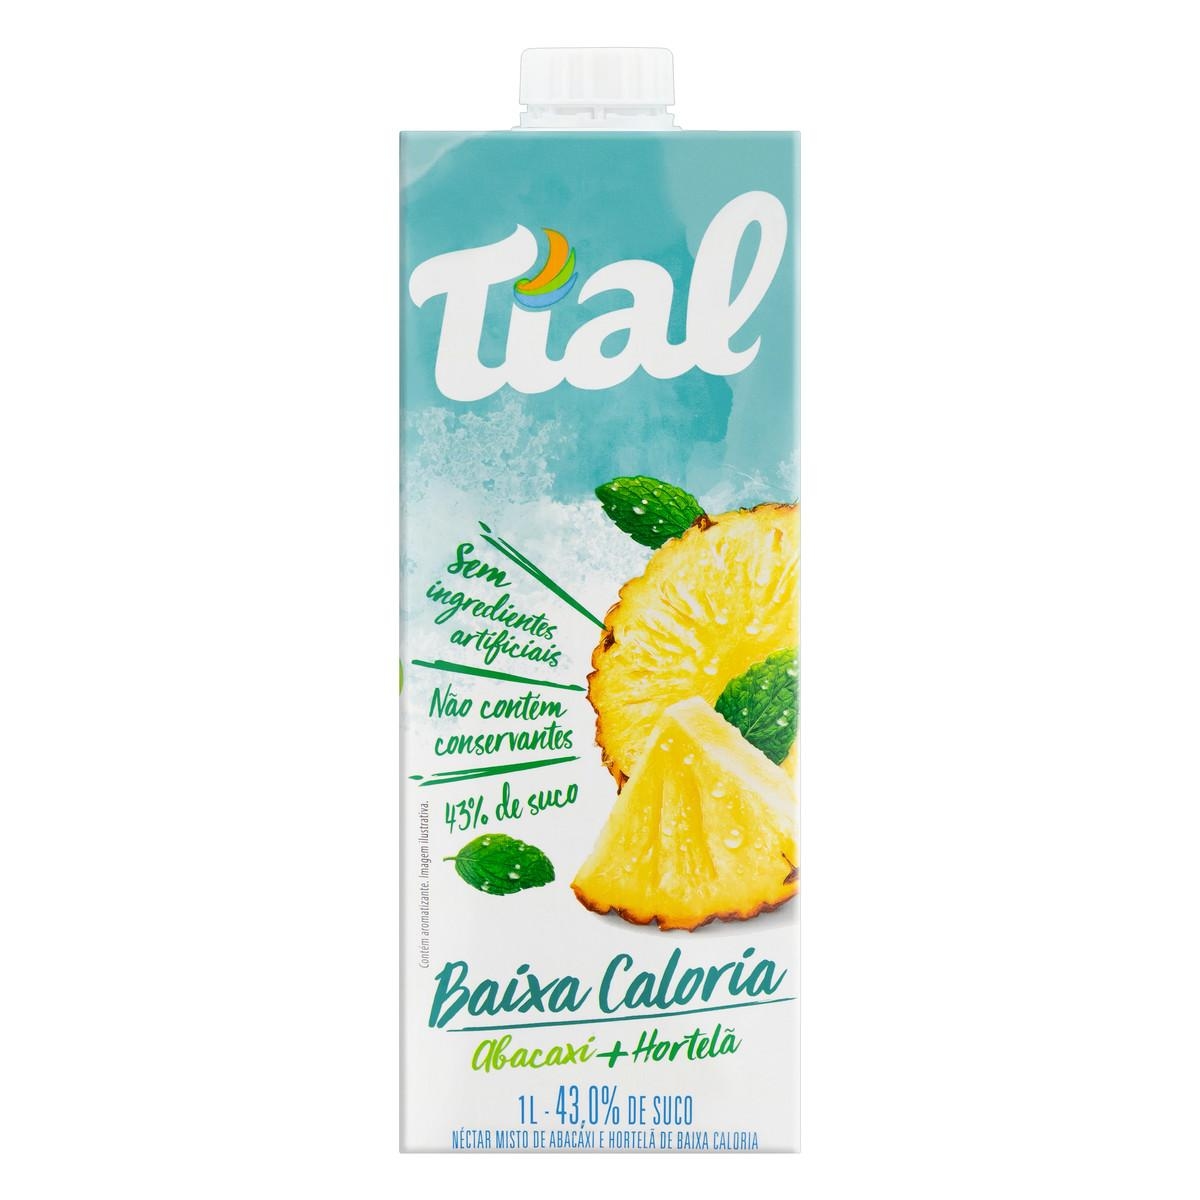 Tial
Sem
ingredientes
artificiais
Não contém
conservantes
43% de suco
Contém aromatizante. Imagem ilustrativa.
Baixa Caloria
Abacaxi + Hortelã
1L - 43,0% DE SUCO
NÉCTAR MISTO DE ABACAXI E HORTELÃ DE BAIXA CALORIA